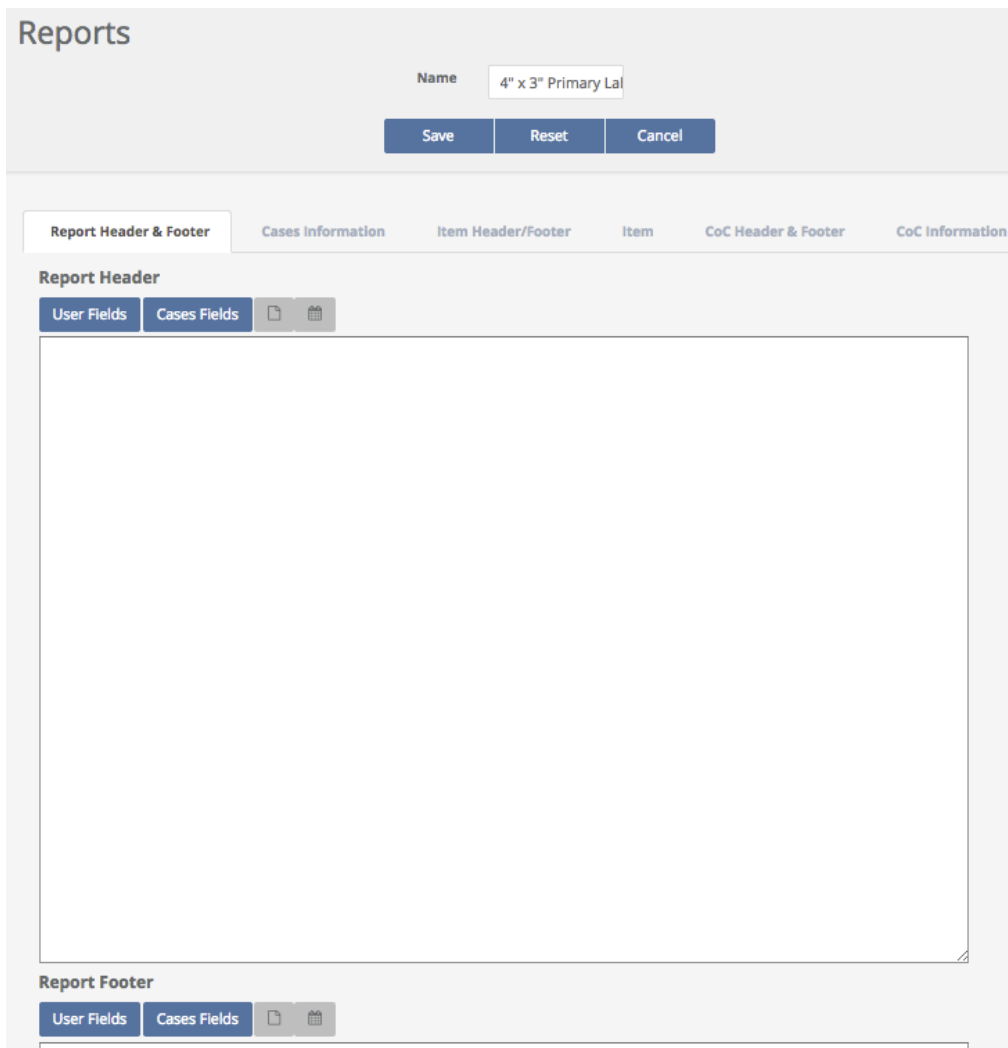 Reports
Name 4" x 3" Primary Lal
Save Reset Cancel
Report Header & Footer Cases Information Item Header/Footer Item CoC Header & Footer CoC Information
Report Header
User Fields Cases Fields
Report Footer
User Fields Cases Fields